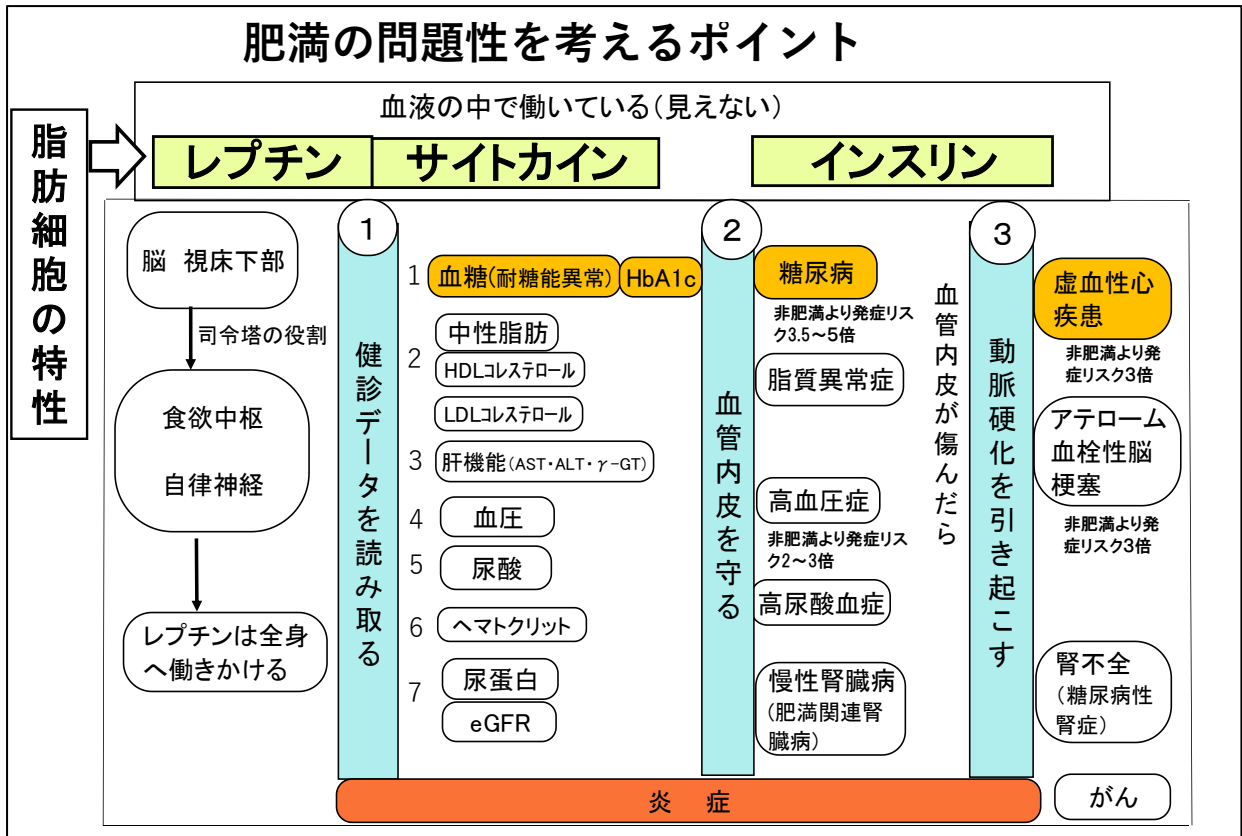 肥満の問題性を考えるポイント
血液の中で働いている(見えない)
脂肪細胞の特性
レプチン
サイトカイン
インスリン
脳 視床下部
司令塔の役割
食欲中枢
自律神経
レプチンは全身
へ働きかける
1
健診データを読み取る
1 血糖(耐糖能異常) HbA1c
2 中性脂肪
HDLコレステロール
LDLコレステロール
3 肝機能(AST・ALT・γ-GT)
4 血圧
5 尿酸
6 ヘマトクリット
7 尿蛋白
eGFR
2
血管内皮を守る
糖尿病
非肥満より発症リス
ク3.5~5倍
脂質異常症
高血圧症
非肥満より発症リス
ク2~3倍
高尿酸血症
慢性腎臓病
(肥満関連腎
臓病)
血管内皮が傷んだら
3
動脈硬化を引き起こす
虚血性心
疾患
非肥満より発
症リスク3倍
アテローム
血栓性脳
梗塞
非肥満より発
症リスク3倍
腎不全
(糖尿病性
腎症)
がん
炎 症